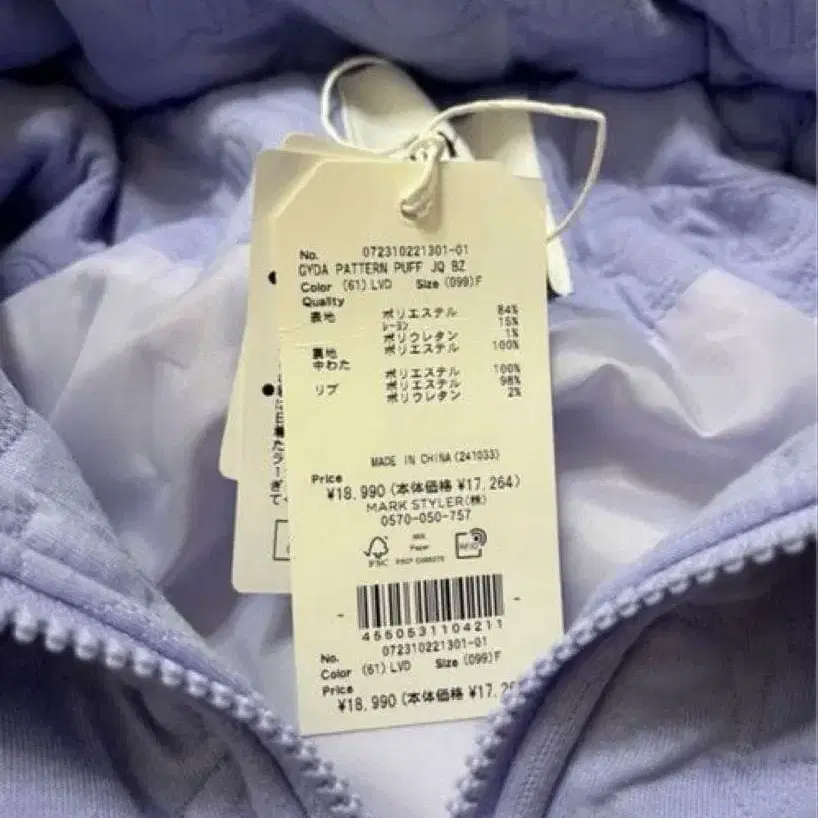 No. 072310221301-01
GYDA PATTERN PUFF JQ BZ
Color (61) LVD Size (099)F
Quality
表地 ポリエステル 84%
レーヨン 15%
ポリウレタン 1%
裏地 ポリエステル 100%
中わた
ポリエステル 100%
リブ ポリエステル 98%
ポリウレタン 2%
MADE IN CHINA (241033)
Price
¥18,990 (本体価格 ¥17,264)
MARK STYLER(株)
0570-050-757
FSC
MIX
Paper
RFID
4550531104211
No. 072310221301-01
Color (61) LVD Size (099)F
Price
¥18,990 (本体価格 ¥17,26